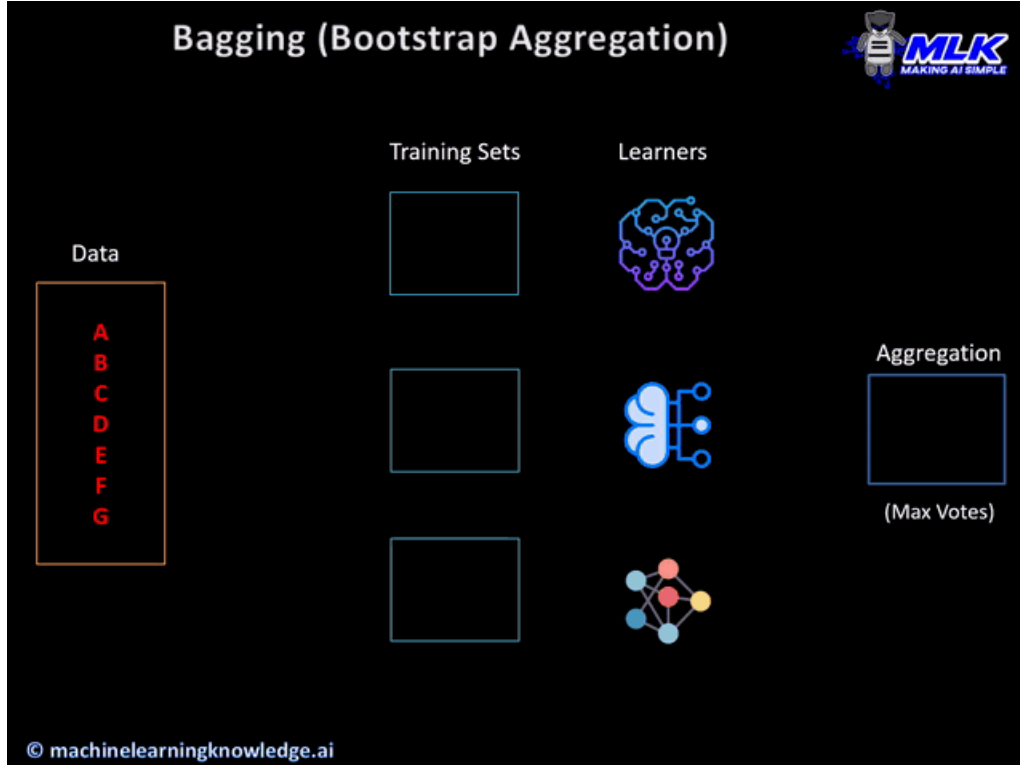 Bagging (Bootstrap Aggregation)
MLK
MAKING AI SIMPLE
Training Sets
Learners
Data
A
B
C
D
E
F
G
Aggregation
(Max Votes)
© machinelearningknowledge.ai